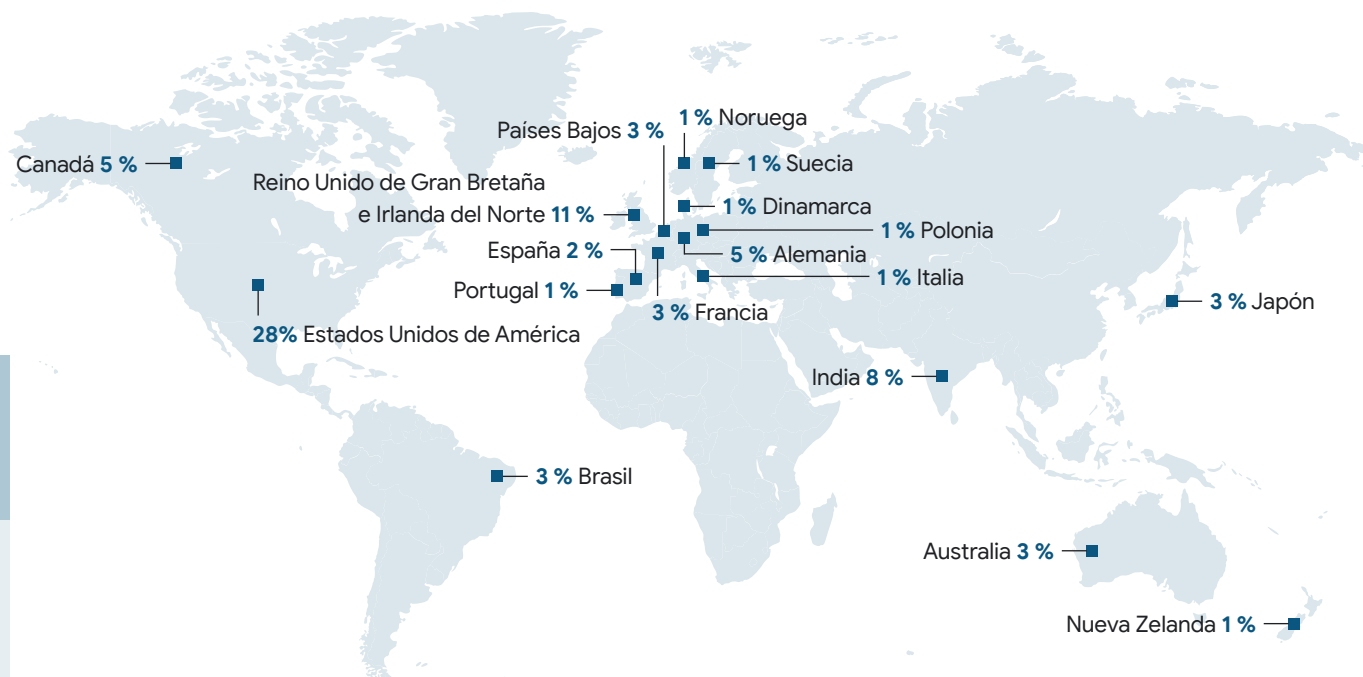 1 % Noruega
Países Bajos 3 %
Canadá 5 %
1 % Suecia
Reino Unido de Gran Bretaña
e Irlanda del Norte 11 %
1 % Dinamarca
1 % Polonia
España 2 %
5 % Alemania
1 % Italia
Portugal 1 %
3 % Francia
3 % Japón
28% Estados Unidos de América
India 8 %
3 % Brasil
Australia 3 %
Nueva Zelanda 1 %